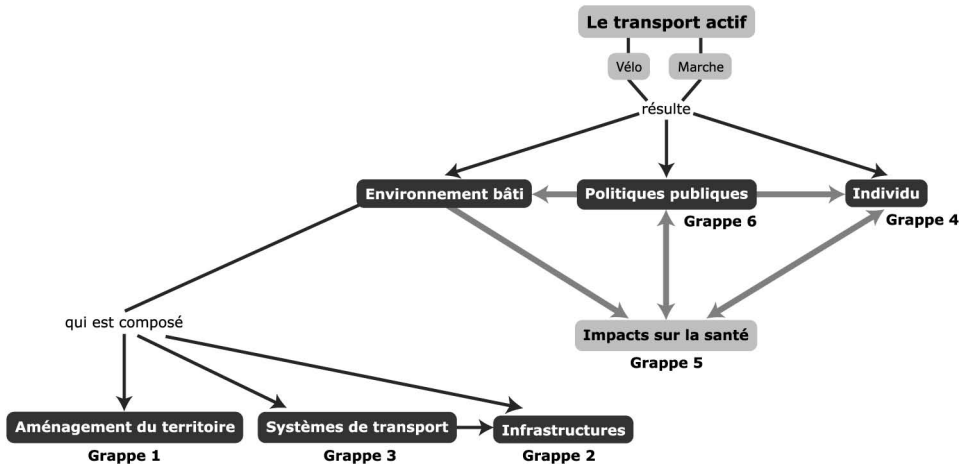 Le transport actif
Vélo
Marche
résulte
Environnement bâti
Politiques publiques
Individu
Grappe 6
Grappe 4
qui est composé
Impacts sur la santé
Grappe 5
Aménagement du territoire
Systèmes de transport
Infrastructures
Grappe 1
Grappe 3
Grappe 2